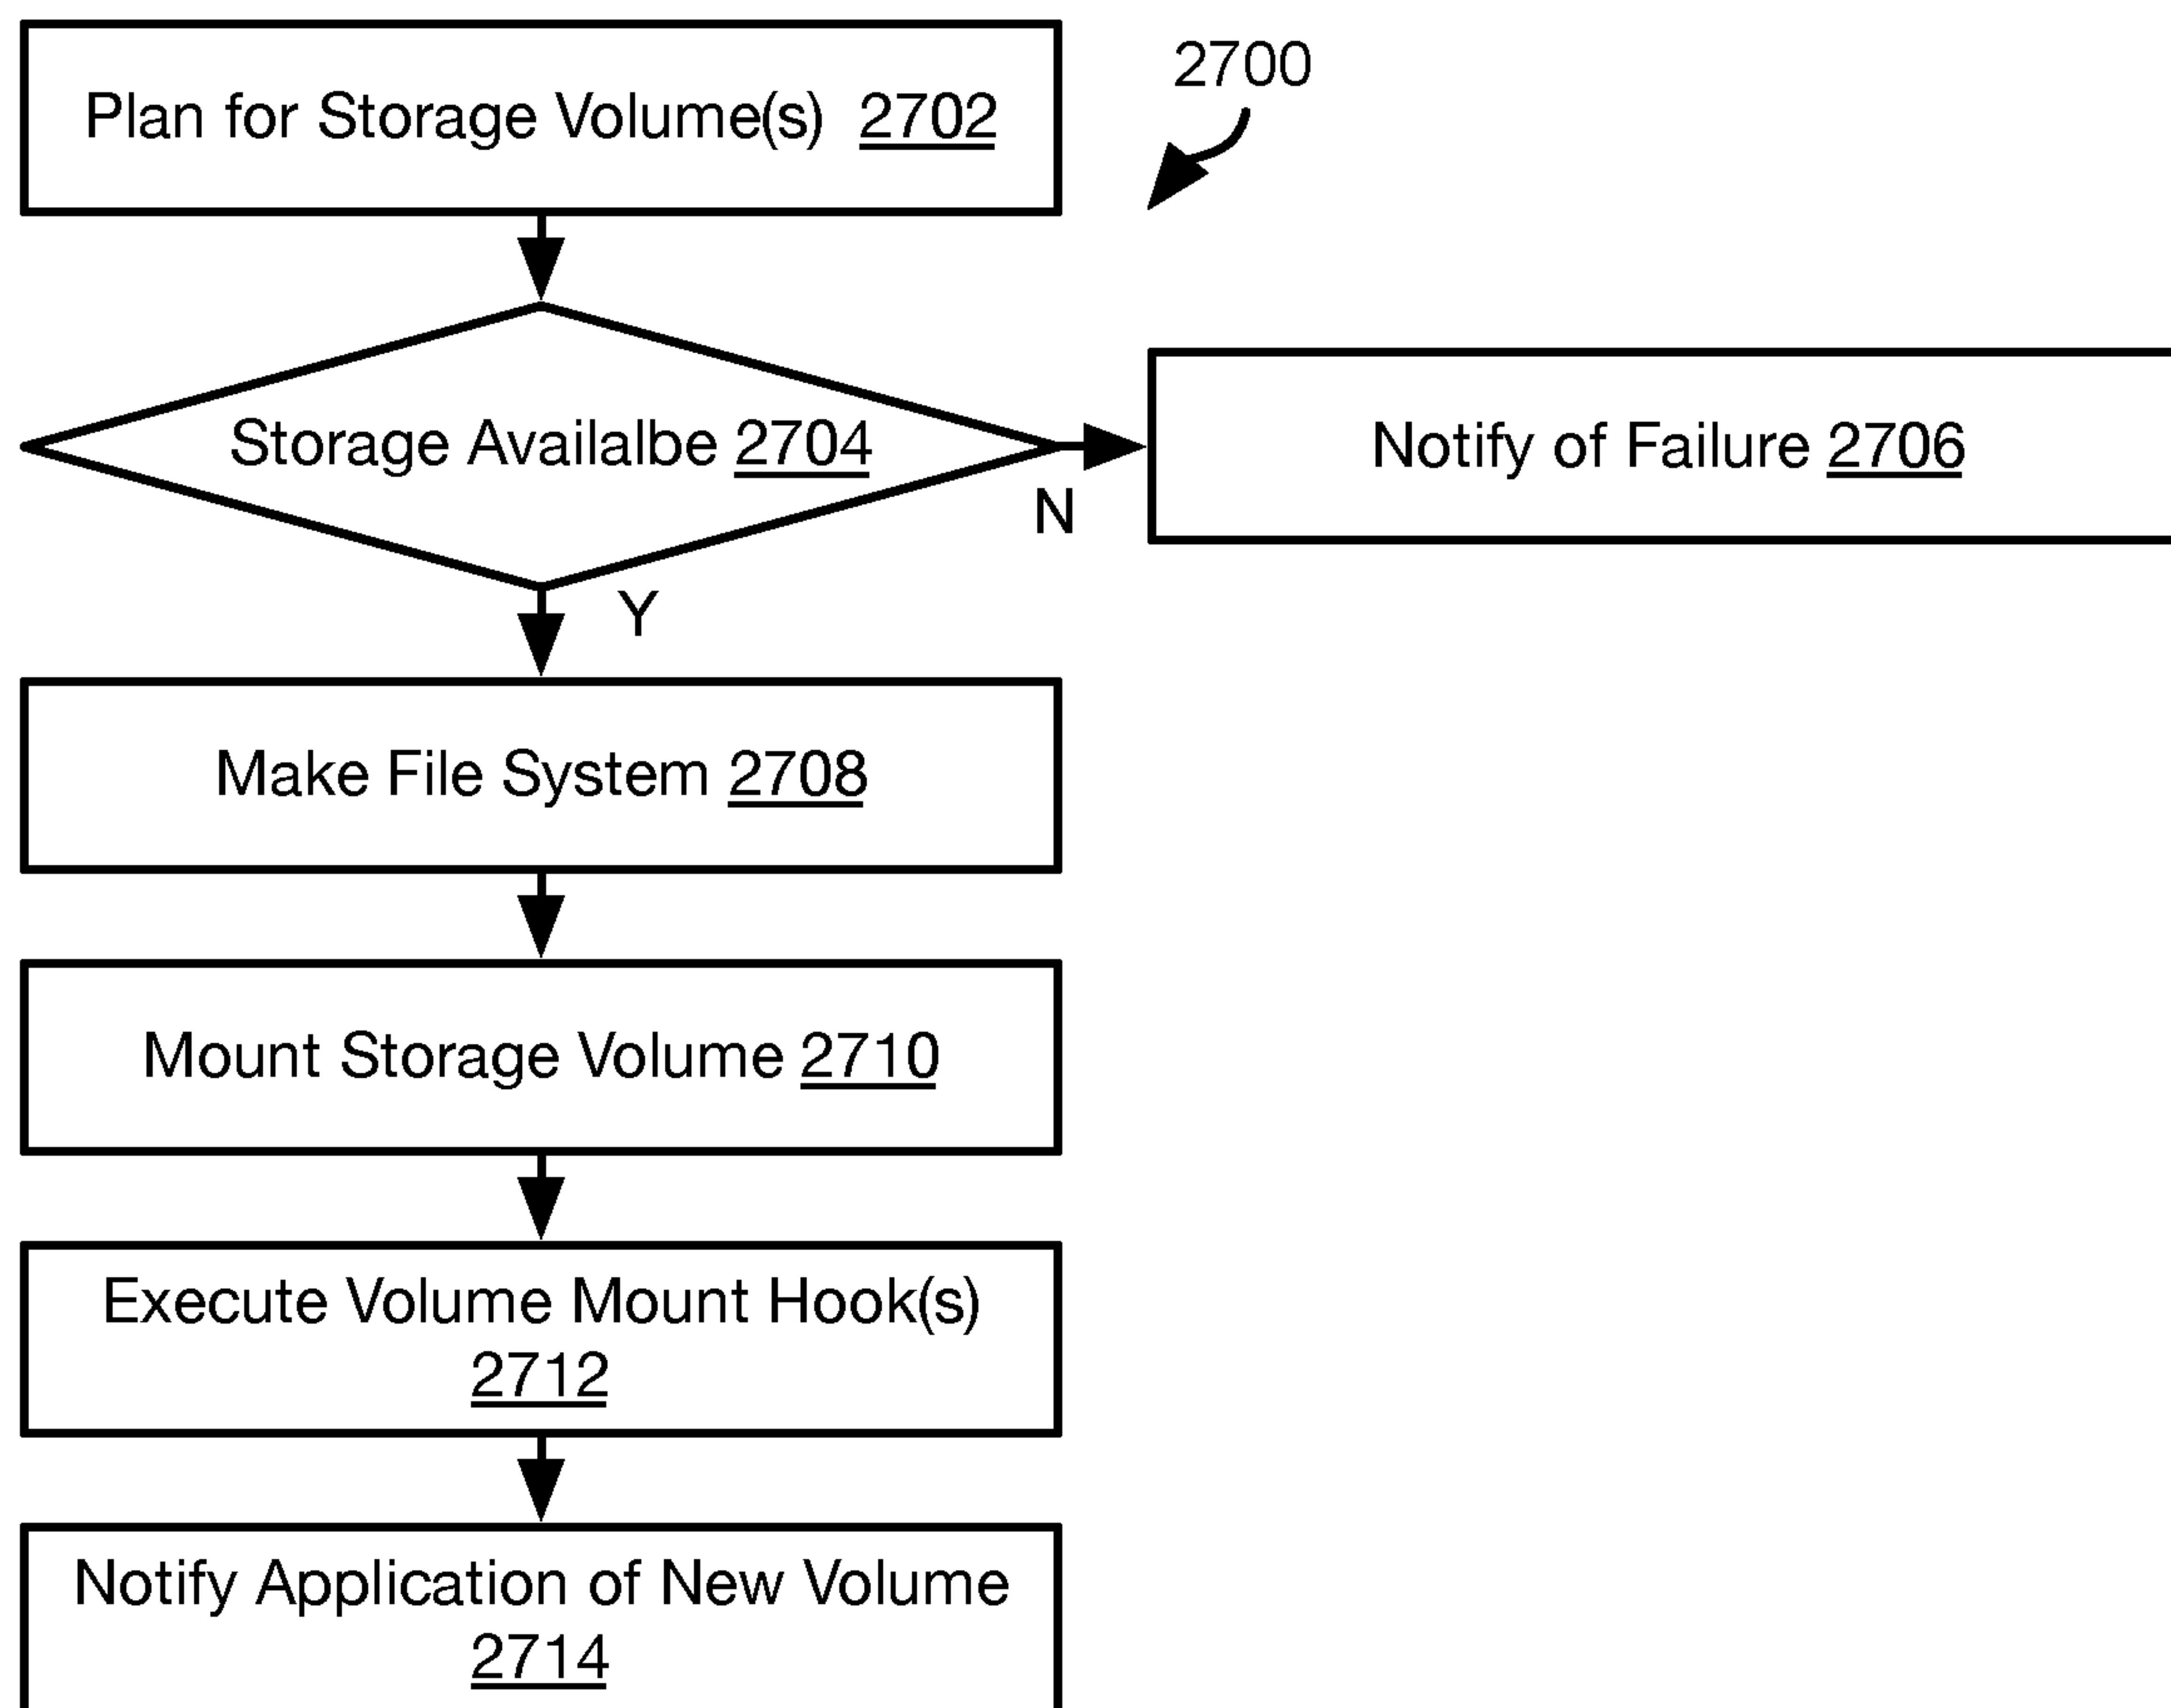 Plan for Storage Volume(s) 2702
2700
Storage Availalbe 2704
N
Notify of Failure 2706
Y
Make File System 2708
Mount Storage Volume 2710
Execute Volume Mount Hook(s)
2712
Notify Application of New Volume
2714